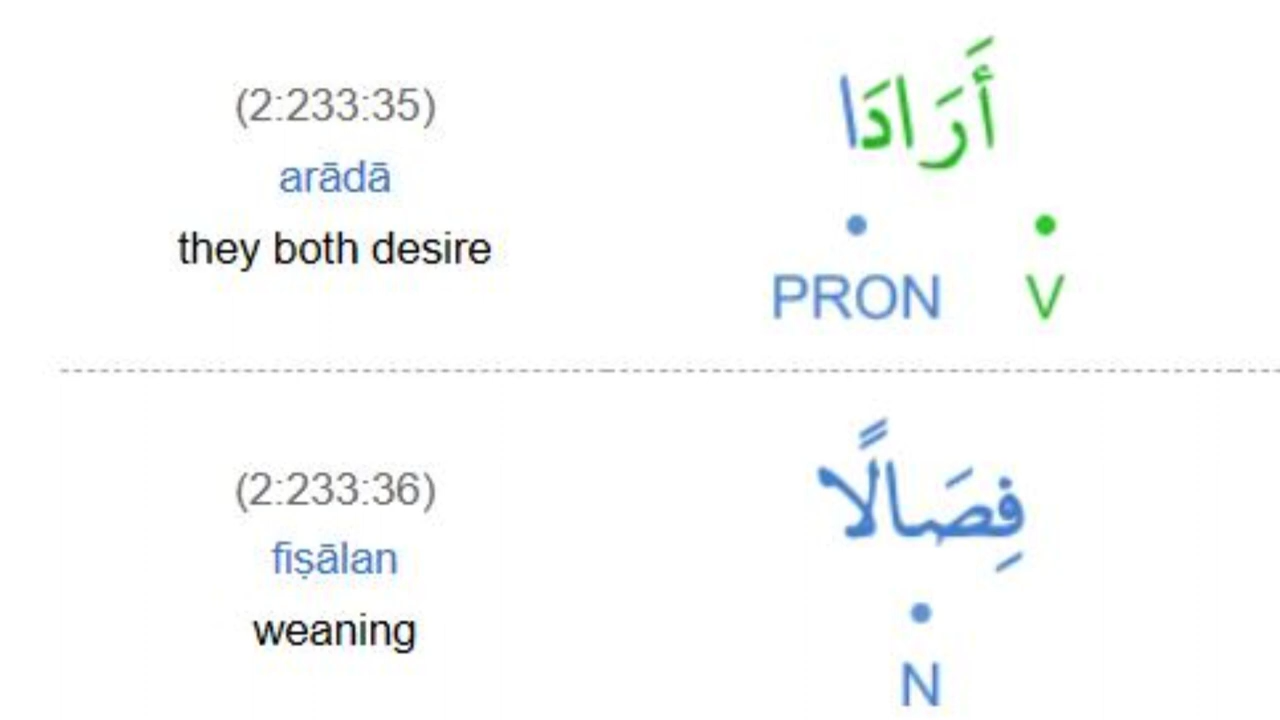 (2:233:35)
arādā
they both desire
أَرَادَا
PRON V
(2:233:36)
fiṣālan
weaning
فِصَالًا
N